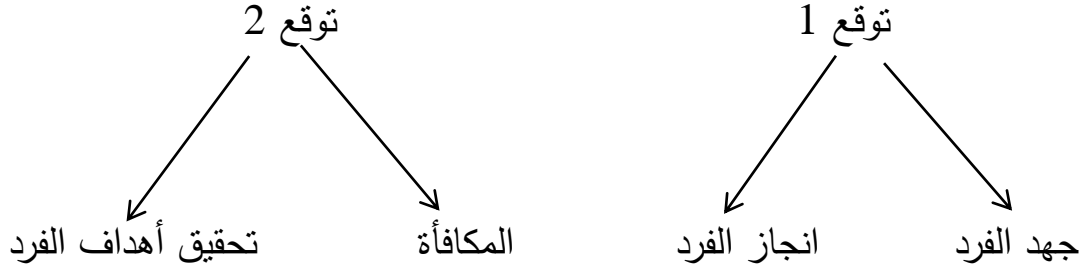 توقع 1 توقع 2
جهد الفرد انجاز الفرد المكافأة تحقيق أهداف الفرد